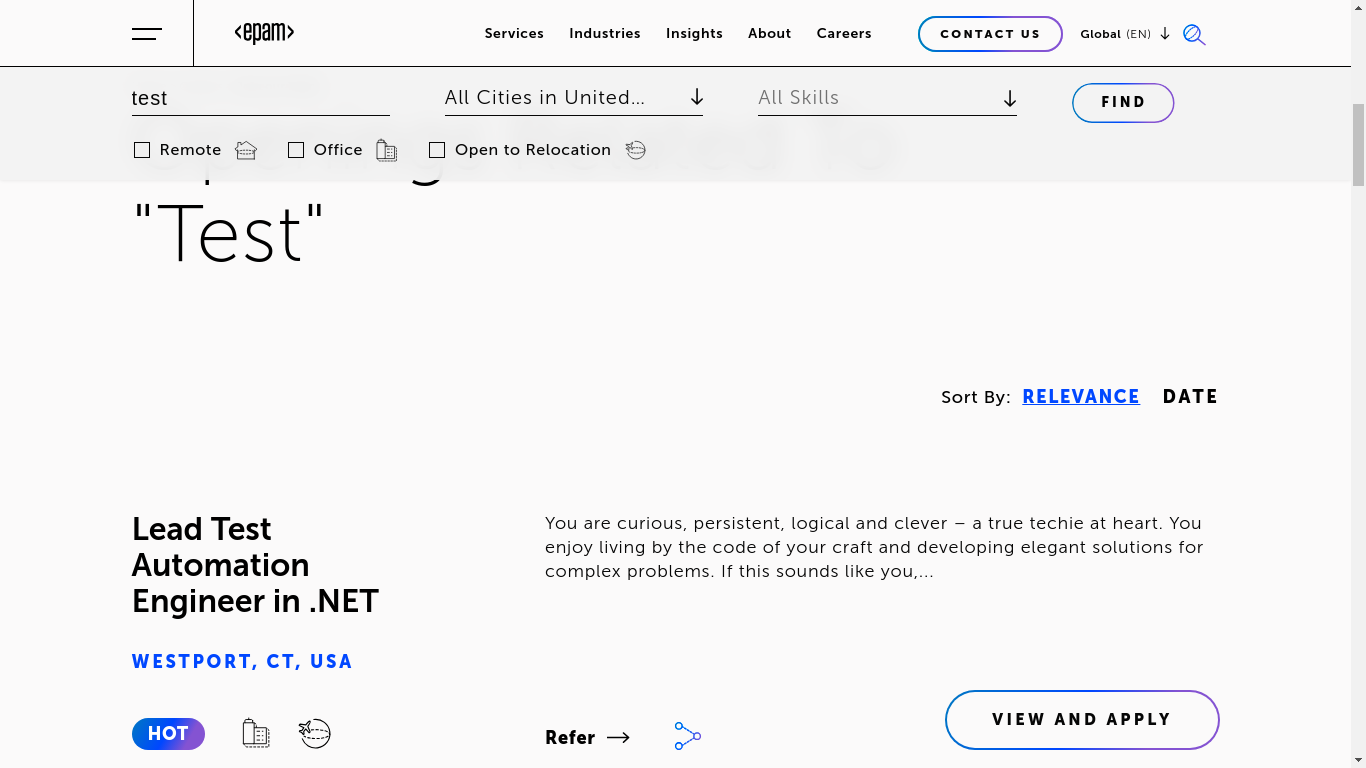 <epam>
Services Industries Insights About Careers
CONTACT US
Global (EN)
test
All Cities in United...
All Skills
FIND
Remote
Office
Open to Relocation
"Test"
Sort By: RELEVANCE DATE
Lead Test
Automation
Engineer in .NET
WESTPORT, CT, USA
HOT
You are curious, persistent, logical and clever – a true techie at heart. You
enjoy living by the code of your craft and developing elegant solutions for
complex problems. If this sounds like you,...
Refer
VIEW AND APPLY